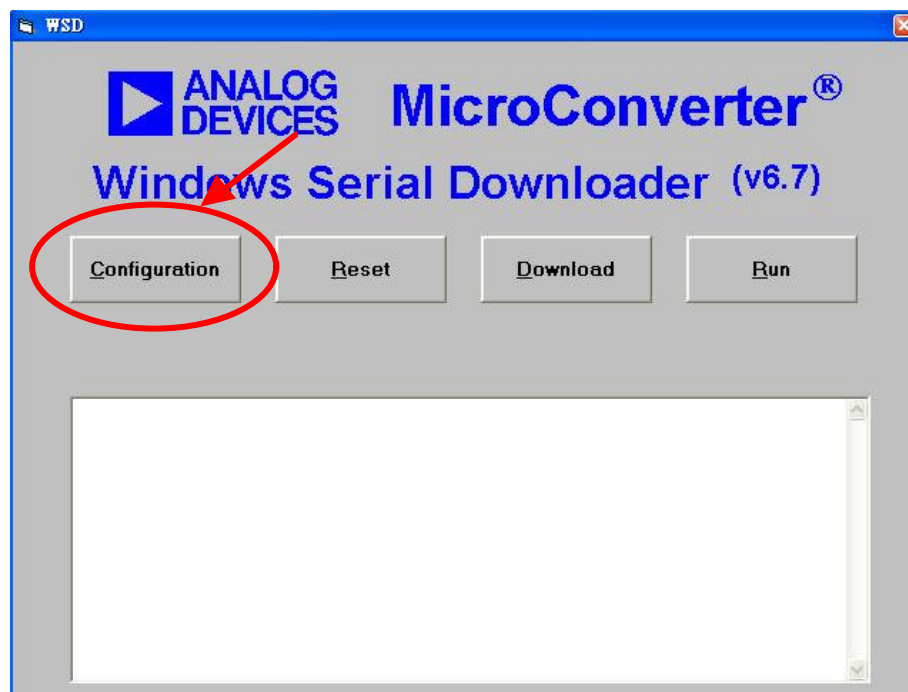 WSD
ANALOG
DEVICES
MicroConverter®
Windows Serial Downloader (v6.7)
Configuration
Reset
Download
Run